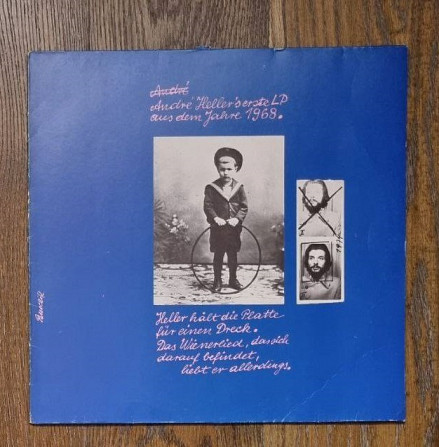 André
André Heller's erste LP
aus dem Jahre 1968.
Heller hält die Platte
für einen Dreck.
Das Wienerlied, das sich
darauf befindet,
liebt er allerdings.